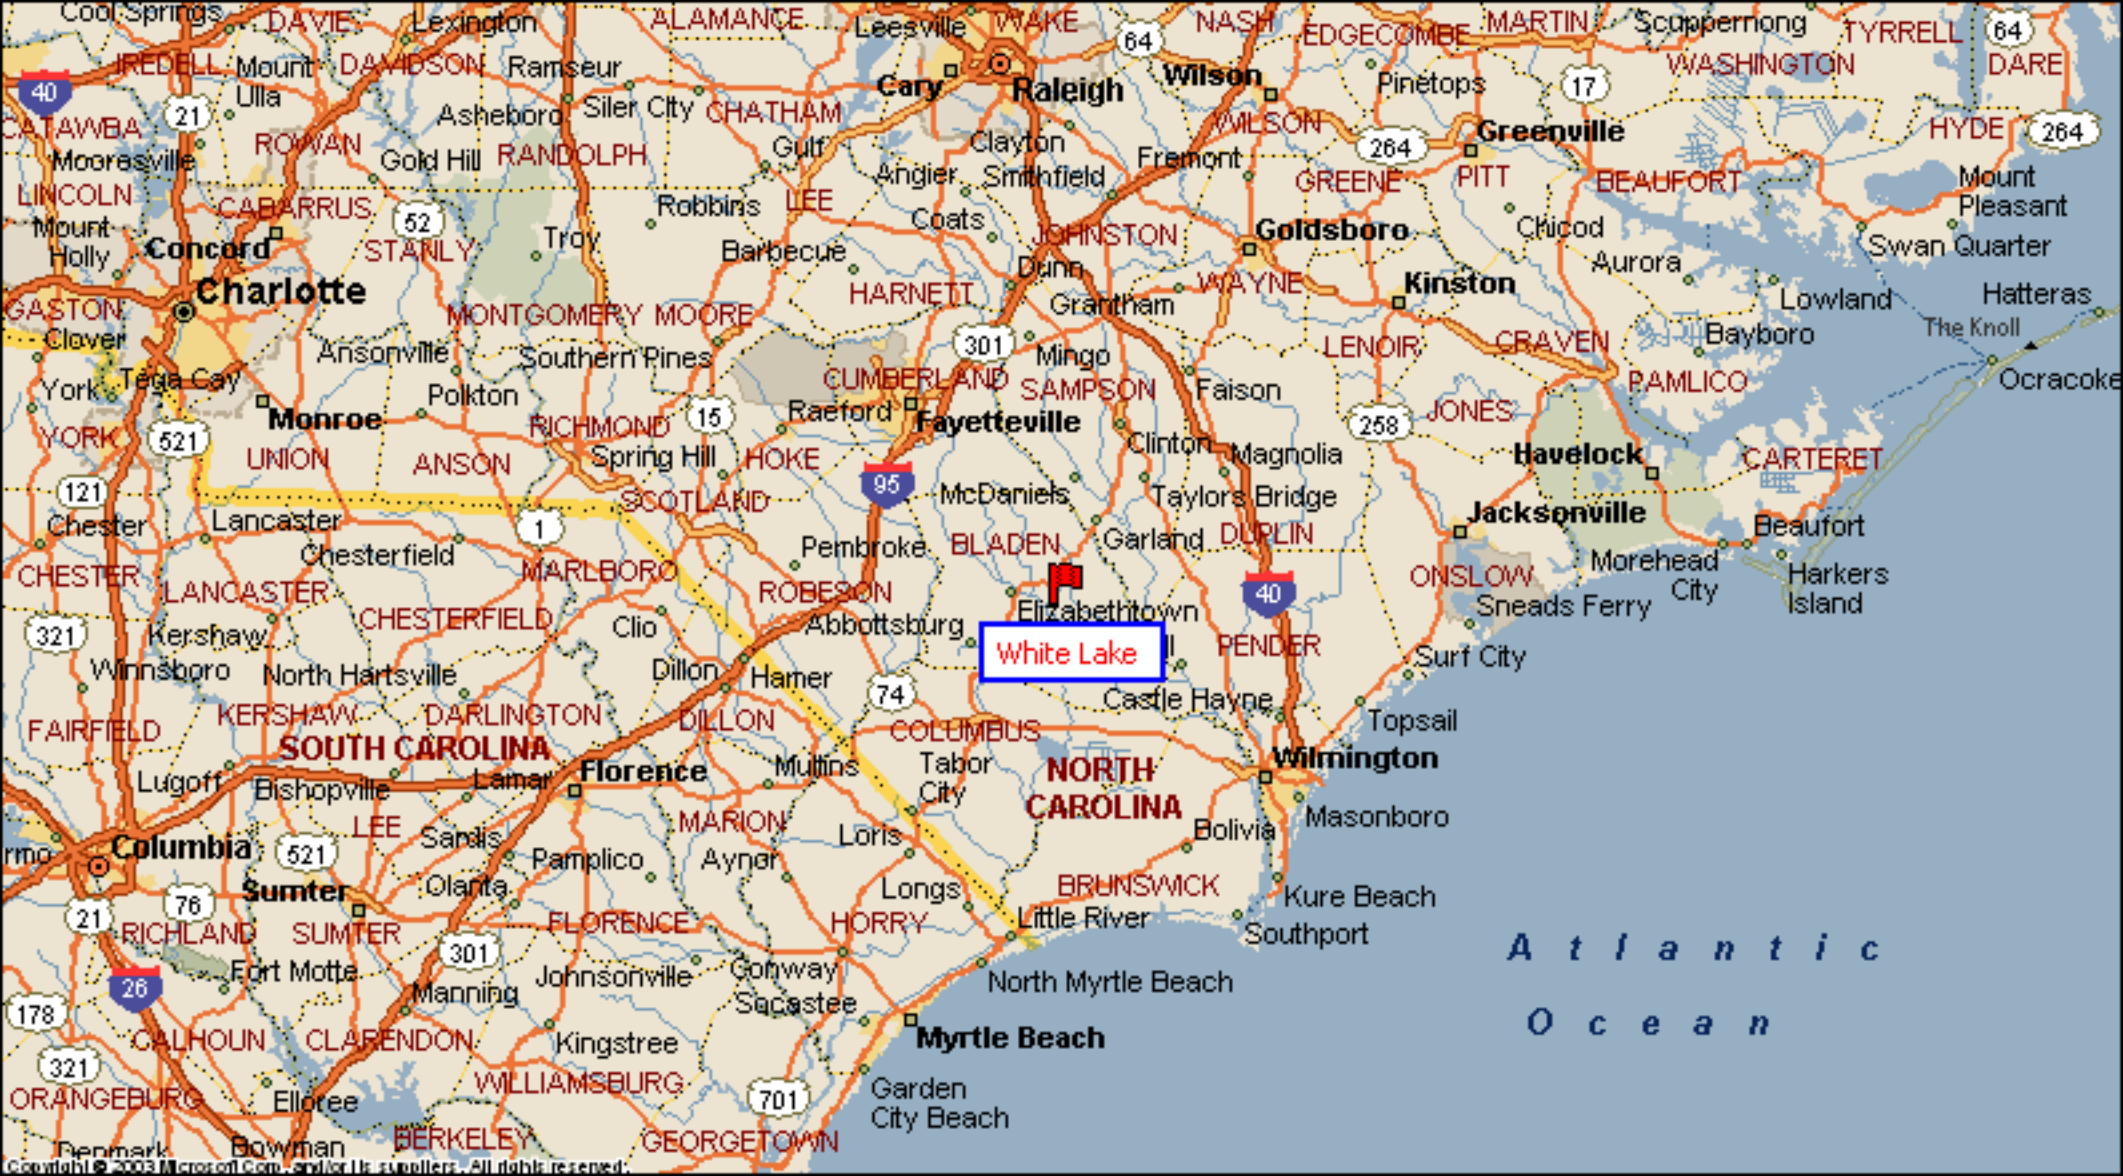 Cool Springs
DAVIE
Lexington
ALAMANCE
Leesville
WAKE
64
NASH
EDGECOMBE
MARTIN
Scuppernong
TYRRELL
64
IREDELL
Mount
Ulla
DAVIDSON
Ramseur
Cary
Raleigh
Wilson
Pinetops
WASHINGTON
DARE
40
21
Asheboro
Siler City
CHATHAM
17
CATAWBA
ROWAN
Clayton
WILSON
Greenville
HYDE
264
Mooresville
Gold Hill
RANDOLPH
Gulf
Fremont
264
LINCOLN
CABARRUS
Angier
Smithfield
GREENE
PITT
BEAUFORT
Mount
Pleasant
Mount
Holly
52
Robbins
LEE
Coats
Concord
STANLY
Troy
Barbecue
JOHNSTON
Goldsboro
Chicod
Swan Quarter
Charlotte
Dunn
Aurora
GASTON
HARNETT
Grantham
WAYNE
Kinston
Lowland
Hatteras
MONTGOMERY
MOORE
The Knoll
Clover
Ansonville
Southern Pines
301
Mingo
LENOIR
CRAVEN
Bayboro
York
Tega Cay
Polkton
CUMBERLAND
SAMPSON
Faison
PAMLICO
Ocracoke
Monroe
15
Raeford
Fayetteville
258
JONES
YORK
521
RICHMOND
Clinton
UNION
ANSON
Spring Hill
HOKE
Magnolia
Havelock
CARTERET
121
SCOTLAND
95
McDaniels
Taylors Bridge
Chester
Lancaster
1
Jacksonville
Beaufort
Chesterfield
Pembroke
BLADEN
Garland
DUPLIN
Morehead
City
CHESTER
LANCASTER
MARLBORO
ROBESON
40
ONSLOW
Harkers
Island
321
Kershaw
CHESTERFIELD
Clio
Abbottsburg
Elizabethtown
Sneads Ferry
White Lake
PENDER
Winnsboro
North Hartsville
Dillon
Hamer
Surf City
74
Castle Hayne
FAIRFIELD
KERSHAW
DARLINGTON
DILLON
COLUMBUS
Topsail
SOUTH CAROLINA
Lugoff
Bishopville
Lamar
Florence
Mullins
Tabor
City
NORTH
CAROLINA
Wilmington
LEE
Sardis
MARION
Loris
Bolivia
Masonboro
rmo
Columbia
521
Pamplico
Aynor
Sumter
Olanta
Longs
BRUNSWICK
Kure Beach
21
76
RICHLAND
SUMTER
301
FLORENCE
HORRY
Little River
Southport
Atlantic
Ocean
26
Fort Motte
Johnsonville
Conway
North Myrtle Beach
178
Manning
Socastee
CALHOUN
CLARENDON
Kingstree
Myrtle Beach
321
WILLIAMSBURG
701
Garden
City Beach
ORANGEBURG
Elloree
Denmark
Bowman
BERKELEY
GEORGETOWN
Copyright © 2003 Microsoft Corp. and/or its suppliers. All rights reserved.